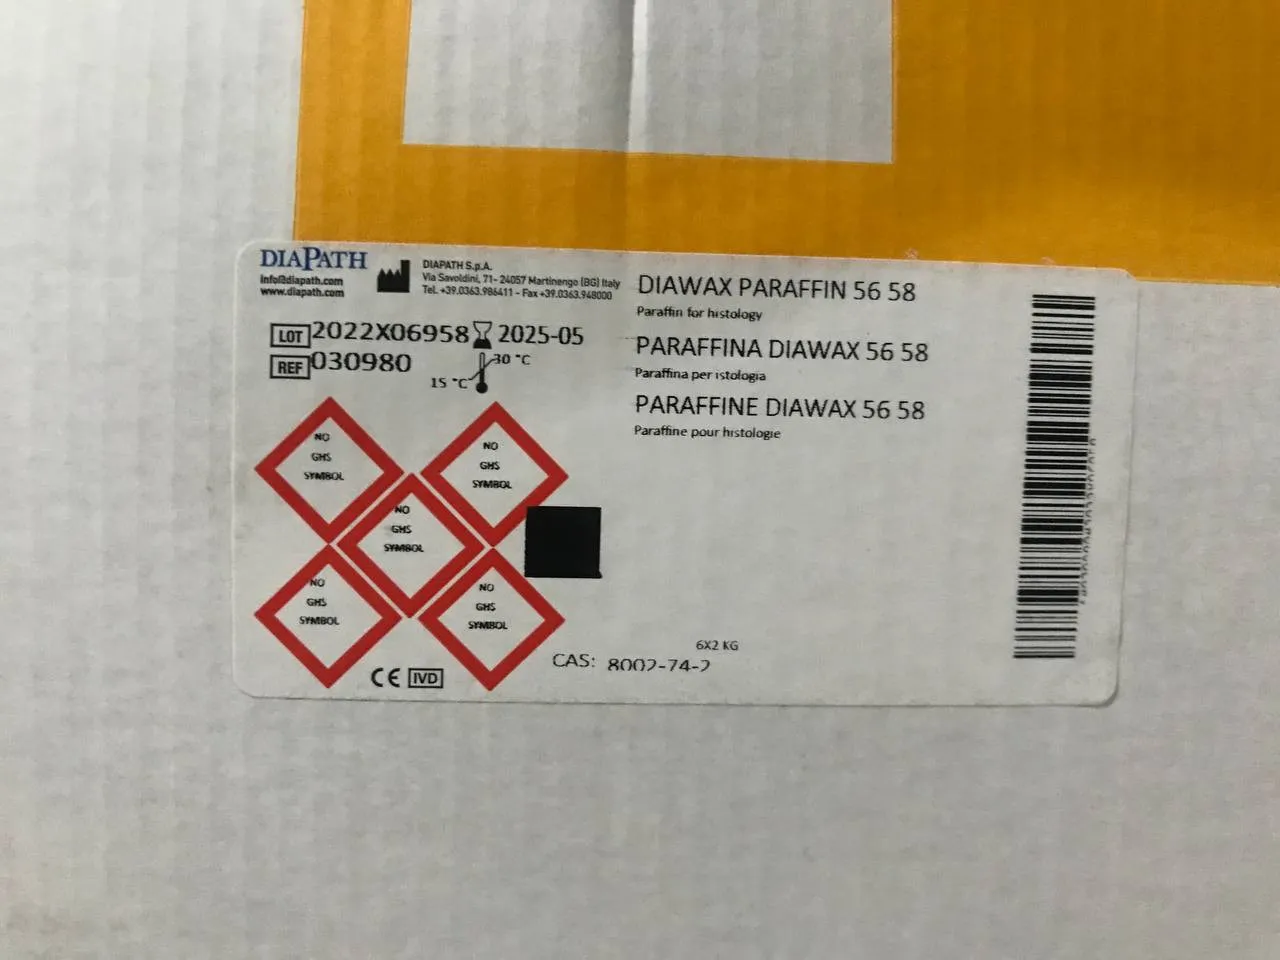 DIAPATH
info@diapath.com
www.diapath.com
DIAPATH S.p.A.
Via Savoldini, 71- 24057 Martinengo (BG) Italy
Tel. +39.0363.986411 - Fax +39.0363.948000
LOT 2022X06958 2025-05
REF 030980
30 °C
15 °C
DIAWAX PARAFFIN 56 58
Paraffin for histology
PARAFFINA DIAWAX 56 58
Paraffina per istologia
PARAFFINE DIAWAX 56 58
Paraffine pour histologie
NO
GHS
SYMBOL
NO
GHS
SYMBOL
NO
GHS
SYMBOL
NO
GHS
SYMBOL
NO
GHS
SYMBOL
6X2 KG
CAS: 8002-74-2
CE IVD